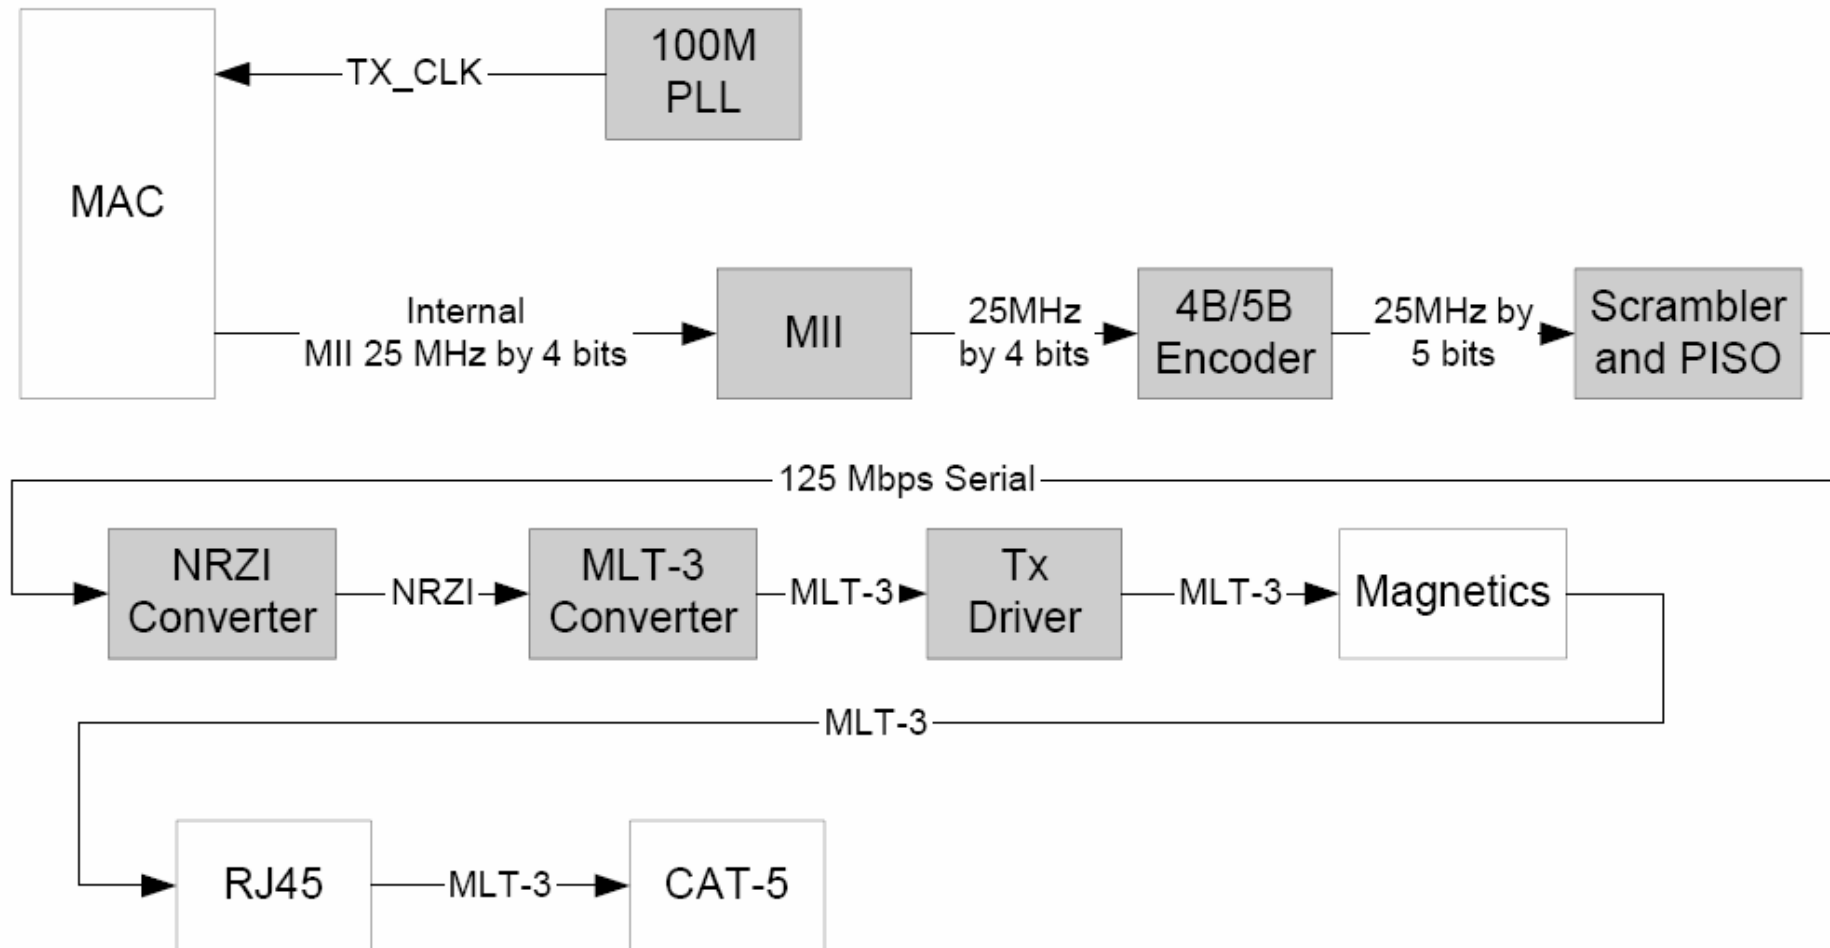 100M
PLL
TX_CLK
MAC
Internal
MII 25 MHz by 4 bits
MII
25MHz
by 4 bits
4B/5B
Encoder
25MHz by
5 bits
Scrambler
and PISO
125 Mbps Serial
NRZI
Converter
NRZI
MLT-3
Converter
MLT-3
Tx
Driver
MLT-3
Magnetics
MLT-3
RJ45
MLT-3
CAT-5